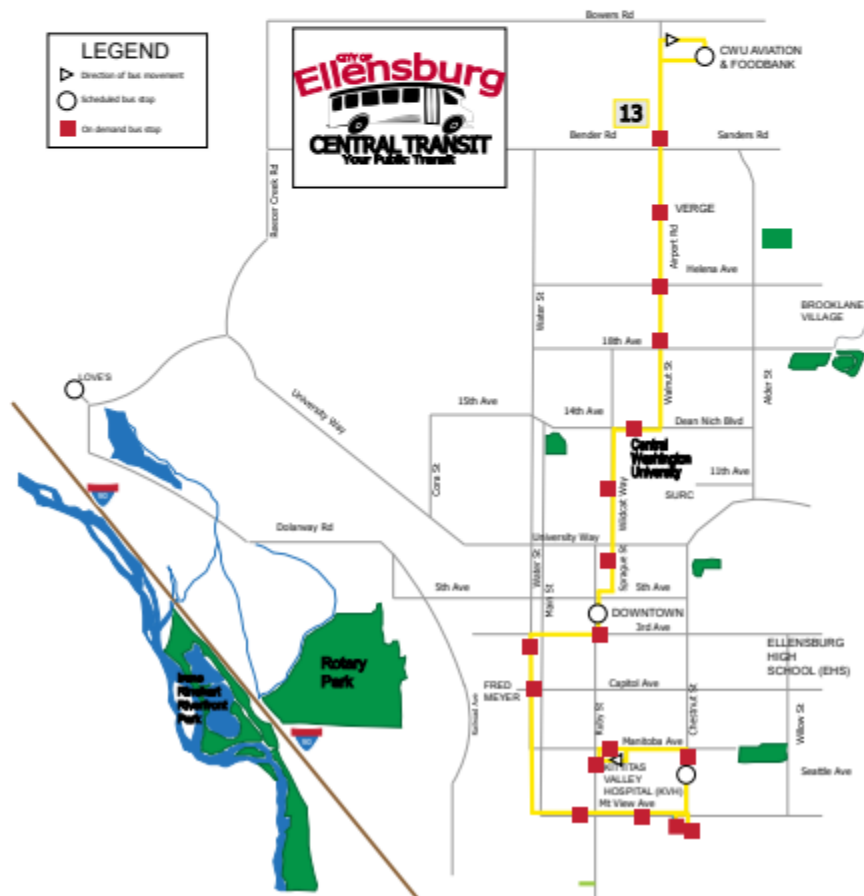 Bowers Rd
LEGEND
Direction of bus movement
Scheduled bus stop
On demand bus stop
CITY OF
Ellensburg
CENTRAL TRANSIT
Your Public Transit
CWU AVIATION
& FOODBANK
13
Bender Rd
Sanders Rd
Reecer Creek Rd
VERGE
Airport Rd
Helena Ave
Water St
BROOKLANE
VILLAGE
18th Ave
LOVE'S
Walnut St
Alder St
University Way
15th Ave
14th Ave
Dean Nich Blvd
Central
Washington
University
11th Ave
Cora St
Wildcat Way
SURC
90
Dolarway Rd
University Way
Water St
Main St
Sprague St
5th Ave
5th Ave
DOWNTOWN
3rd Ave
ELLENSBURG
HIGH
SCHOOL (EHS)
Rotary
Park
Irene
Rinehart
Riverfront
Park
FRED
MEYER
Capitol Ave
Railroad Ave
Ruby St
Chestnut St
Willow St
90
Manitoba Ave
KITTITAS
VALLEY
HOSPITAL (KVH)
Seattle Ave
Mt View Ave